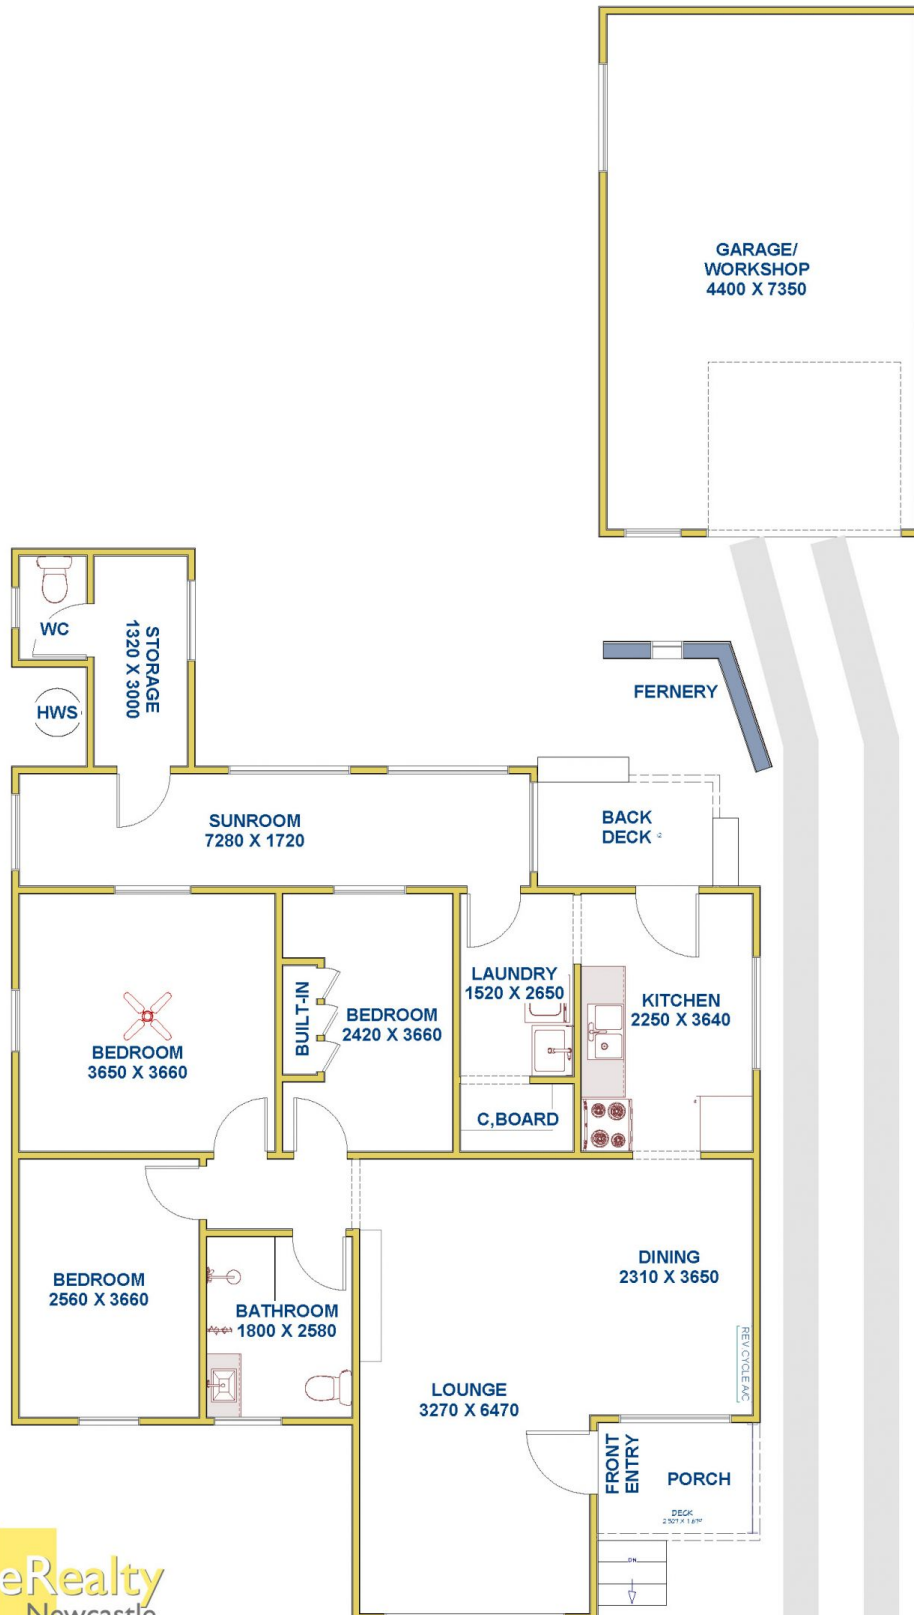 GARAGE/
WORKSHOP
4400 X 7350
WC
STORAGE
1320 X 3000
HWS
FERNERY
SUNROOM
7280 X 1720
BACK
DECK
BEDROOM
3650 X 3660
BUILT-IN
BEDROOM
2420 X 3660
LAUNDRY
1520 X 2650
KITCHEN
2250 X 3640
C,BOARD
BEDROOM
2560 X 3660
BATHROOM
1800 X 2580
DINING
2310 X 3650
REV.CYCLE A/C
LOUNGE
3270 X 6470
FRONT
ENTRY
PORCH
DECK
DN
eRealty
Newcastle